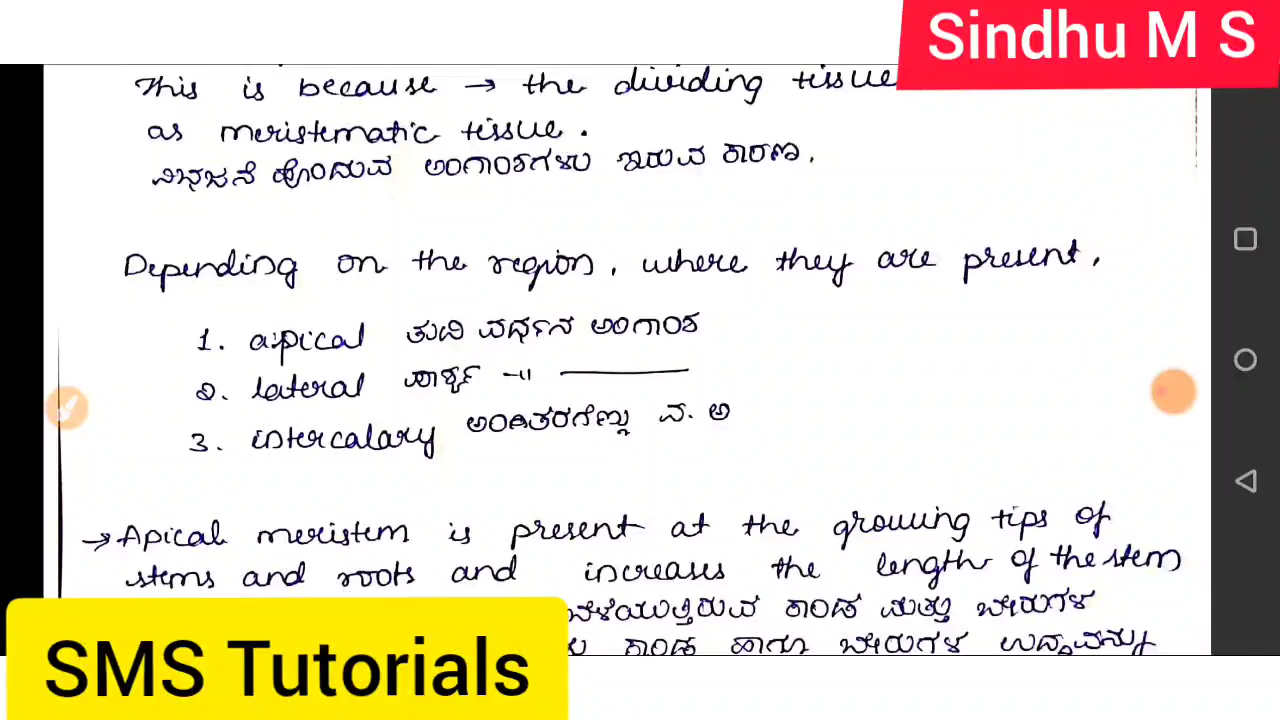 Sindhu M S
This is because → the dividing tissue
as meristematic tissue.
ವಿಭಜನೆ ಹೊಂದುವ ಅಂಗಾಂಶಗಳು ಇರುವ ಕಾರಣ.
Depending on the region, where they are present,
1. apical ತುದಿ ವರ್ಧನ ಅಂಗಾಂಶ
2. lateral ಪಾರ್ಶ್ವ -"
3. intercalary ವ. ಅ
→ Apical meristem is present at the growing tips of
stems and roots and increases the length of the stem
ಬೆಳೆಯುತ್ತಿರುವ ಕಾಂಡ ಮತ್ತು ಬೇರುಗಳ
ಕಾಂಡ ಹಾಗೂ ಬೇರುಗಳ ಉದ್ದವನ್ನು
SMS Tutorials